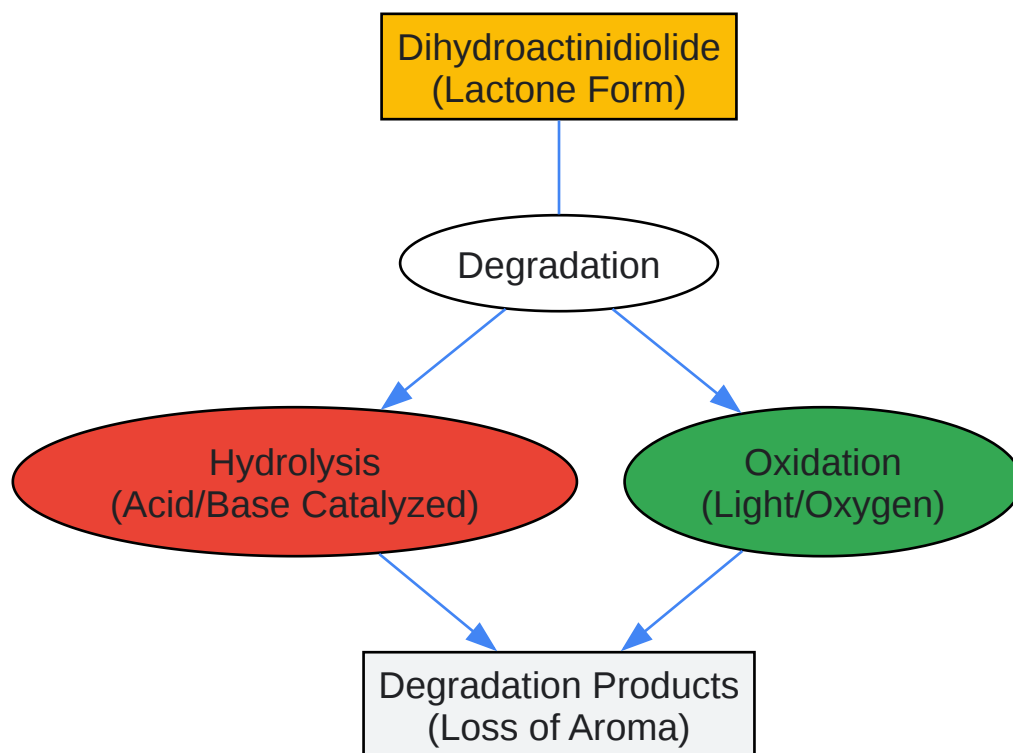 Dihydroactinidiolide
(Lactone Form)
Degradation
Hydrolysis
(Acid/Base Catalyzed)
Oxidation
(Light/Oxygen)
Degradation Products
(Loss of Aroma)